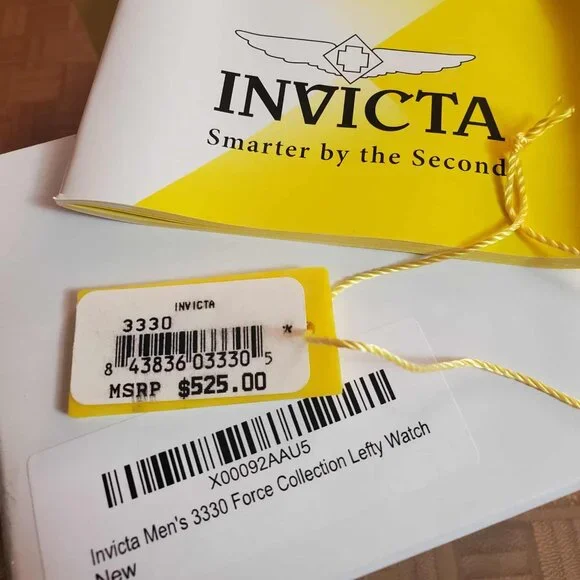 INVICTA
Smarter by the Second
INVICTA
3330
*
8 43836 03330 5
MSRP $525.00
X00092AAU5
Invicta Men's 3330 Force Collection Lefty Watch
New